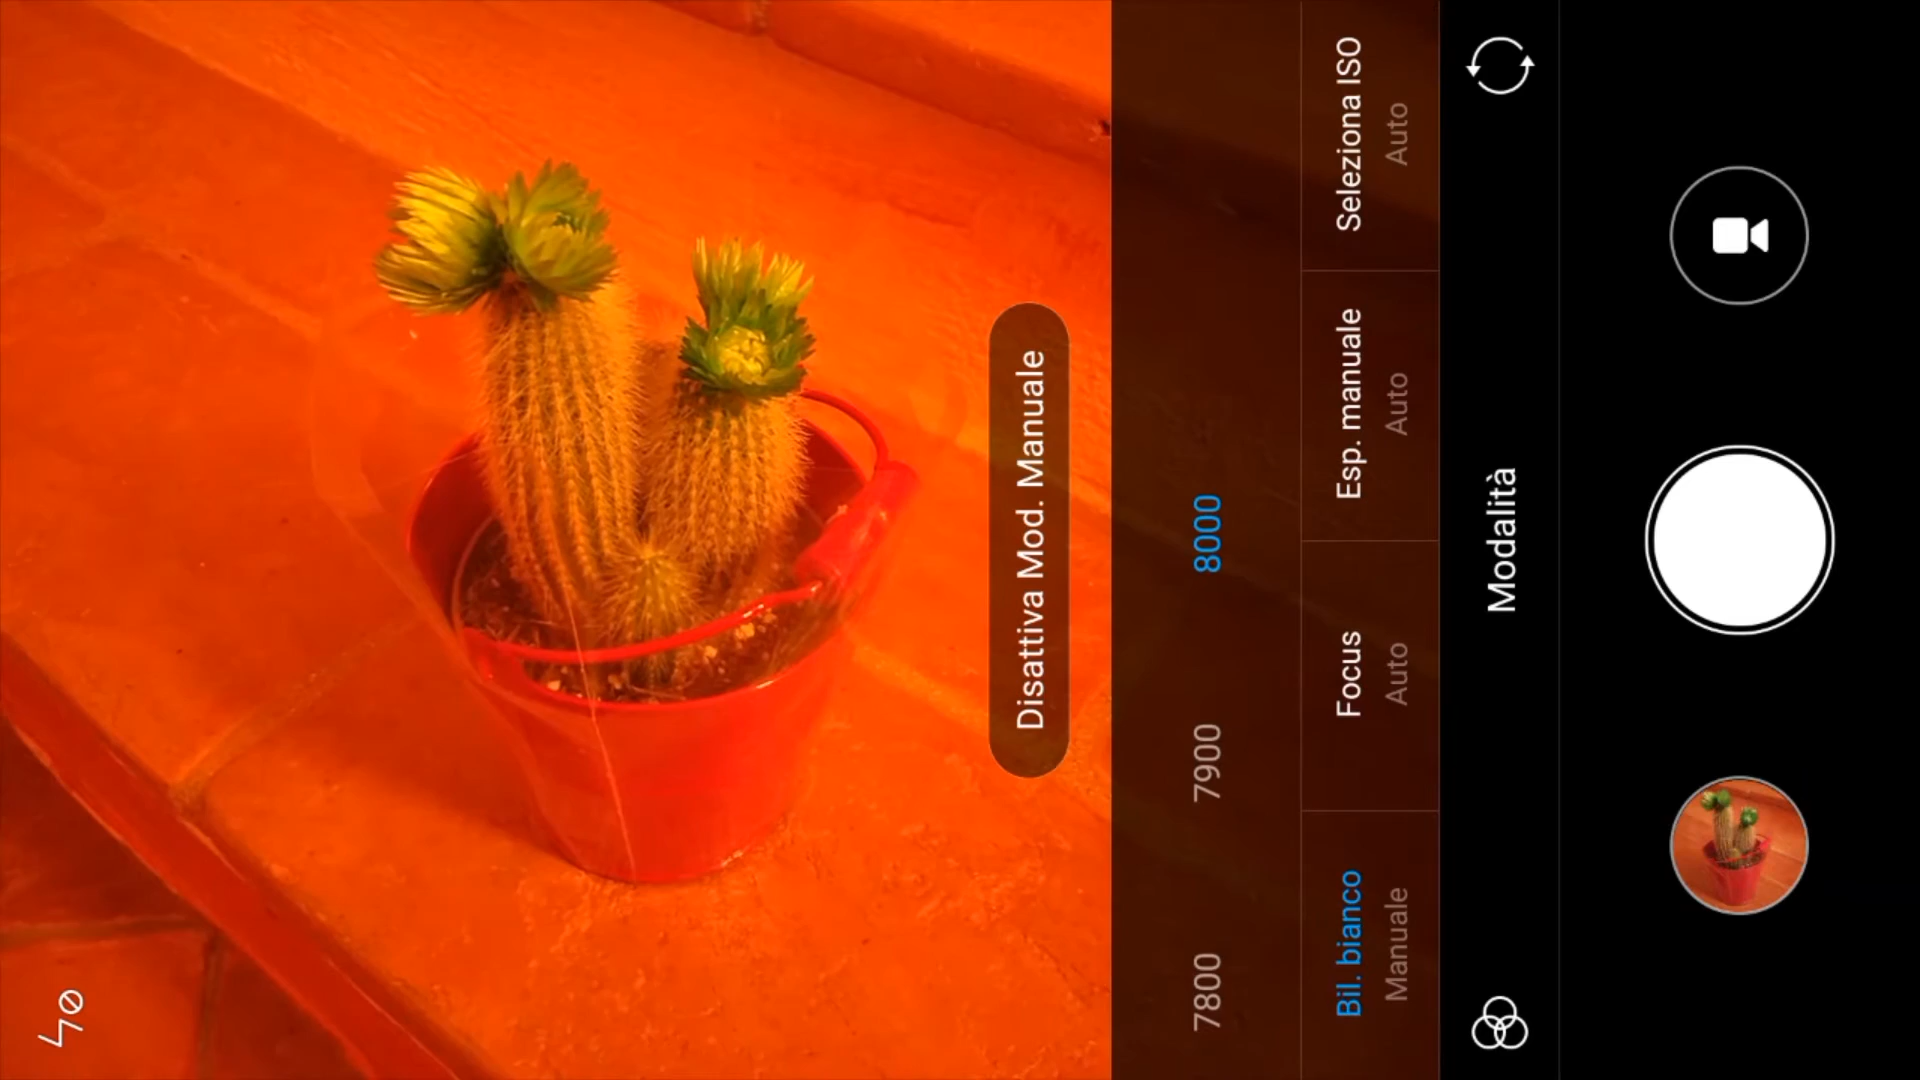 Disattiva Mod. Manuale
7800
7900
8000
Bil. bianco
Manuale
Focus
Auto
Esp. manuale
Auto
Seleziona ISO
Auto
Modalità